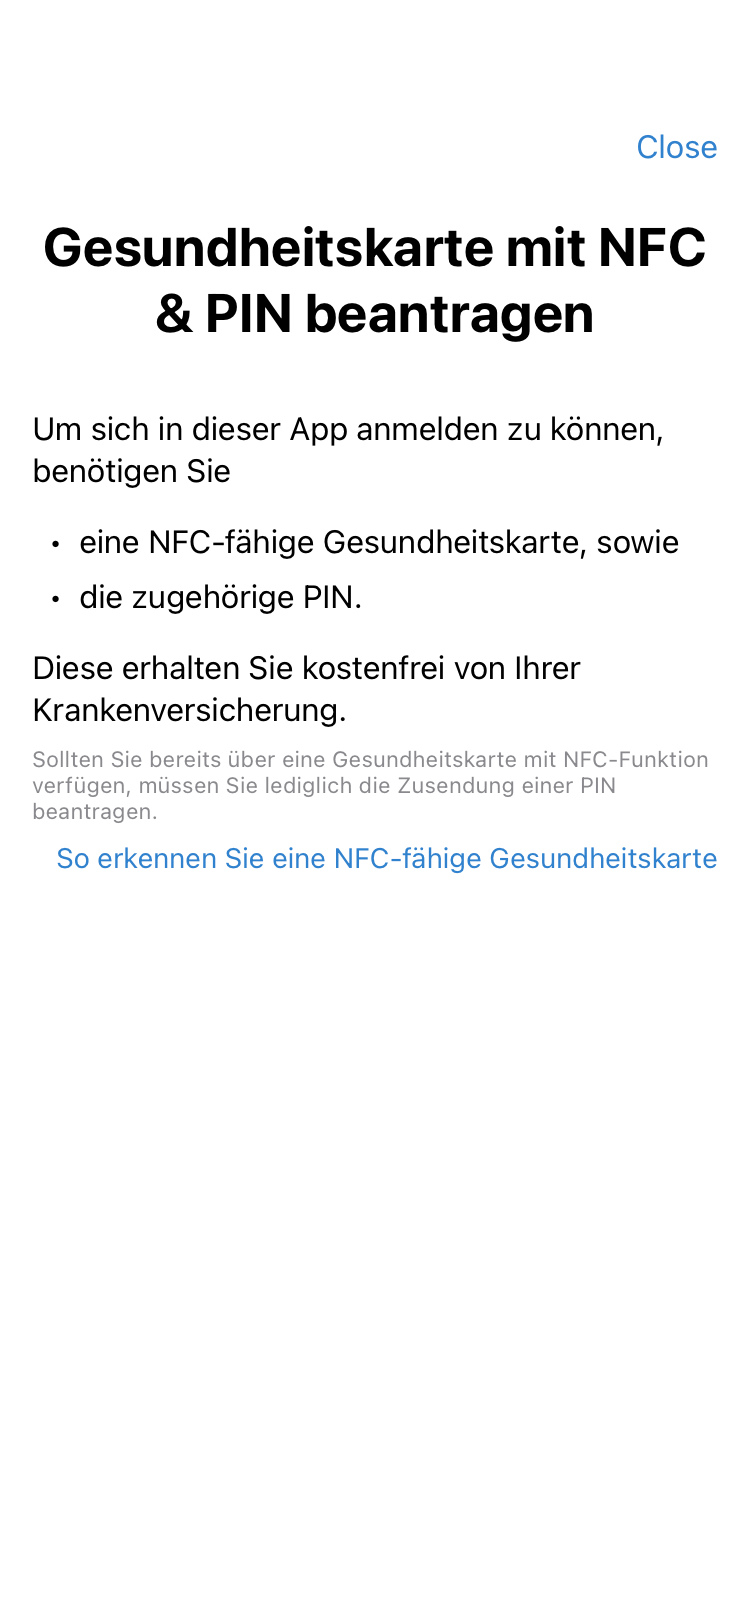 Close
Gesundheitskarte mit NFC
& PIN beantragen
Um sich in dieser App anmelden zu können,
benötigen Sie
• eine NFC-fähige Gesundheitskarte, sowie
• die zugehörige PIN.
Diese erhalten Sie kostenfrei von Ihrer
Krankenversicherung.
Sollten Sie bereits über eine Gesundheitskarte mit NFC-Funktion
verfügen, müssen Sie lediglich die Zusendung einer PIN
beantragen.
So erkennen Sie eine NFC-fähige Gesundheitskarte